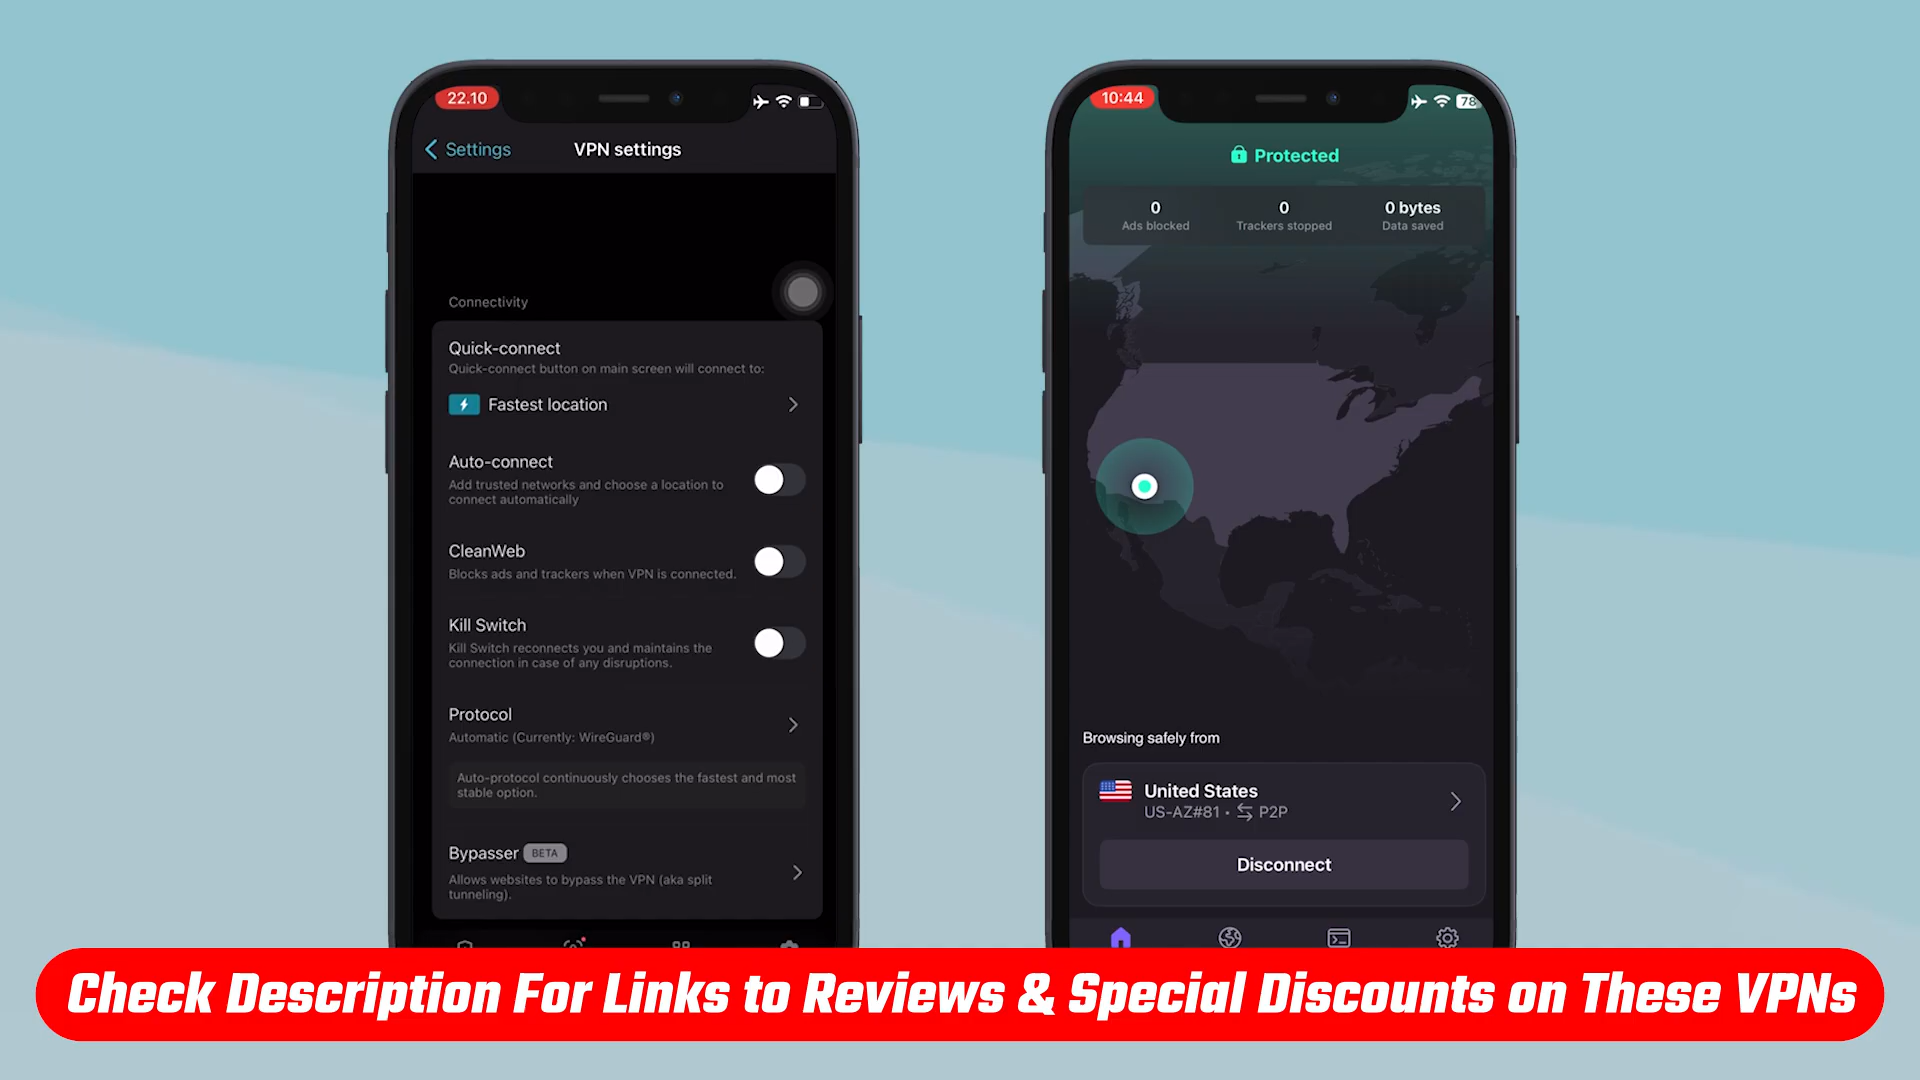 22.10
Settings
VPN settings
Connectivity
Quick-connect
Quick-connect button on main screen will connect to:
Fastest location
Auto-connect
Add trusted networks and choose a location to
connect automatically
CleanWeb
Blocks ads and trackers when VPN is connected.
Kill Switch
Kill Switch reconnects you and maintains the
connection in case of any disruptions.
Protocol
Automatic (Currently: WireGuard®)
Auto-protocol continuously chooses the fastest and most
stable option.
Bypasser BETA
Allows websites to bypass the VPN (aka split
tunneling).
10:44
78
Protected
0 0 0 bytes
Ads blocked Trackers stopped Data saved
Browsing safely from
United States
US-AZ#81 • P2P
Disconnect
Check Description For Links to Reviews & Special Discounts on These VPNs